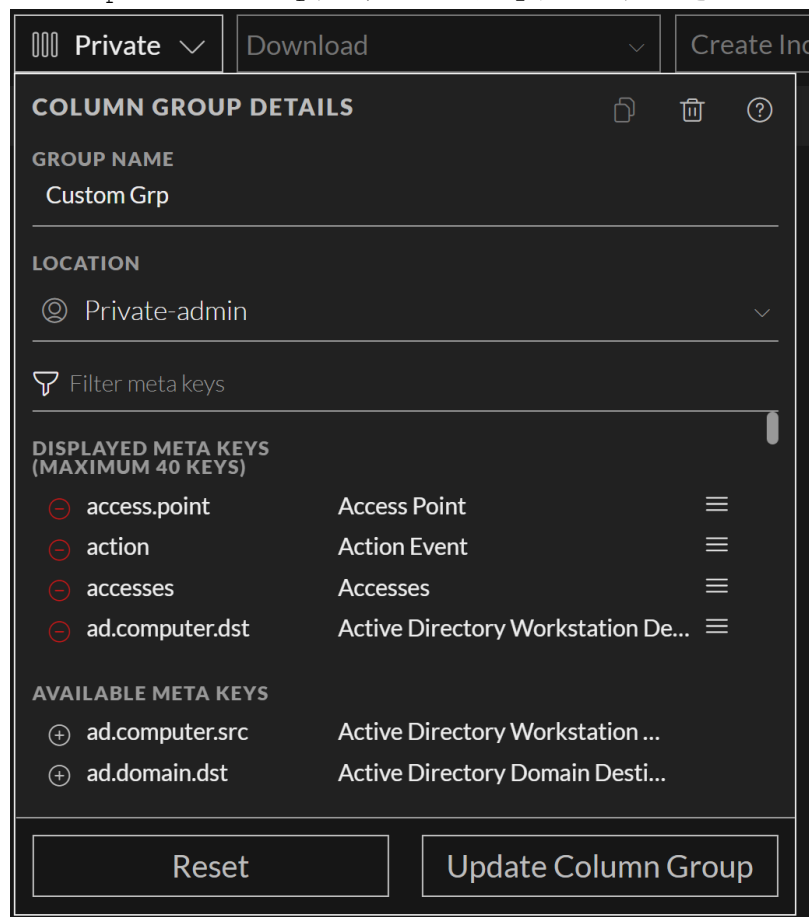 Private
Download
Create Inc
COLUMN GROUP DETAILS
GROUP NAME
Custom Grp
LOCATION
Private-admin
Filter meta keys
DISPLAYED META KEYS
(MAXIMUM 40 KEYS)
access.point Access Point
action Action Event
accesses Accesses
ad.computer.dst Active Directory Workstation De...
AVAILABLE META KEYS
ad.computer.src Active Directory Workstation ...
ad.domain.dst Active Directory Domain Desti...
Reset Update Column Group